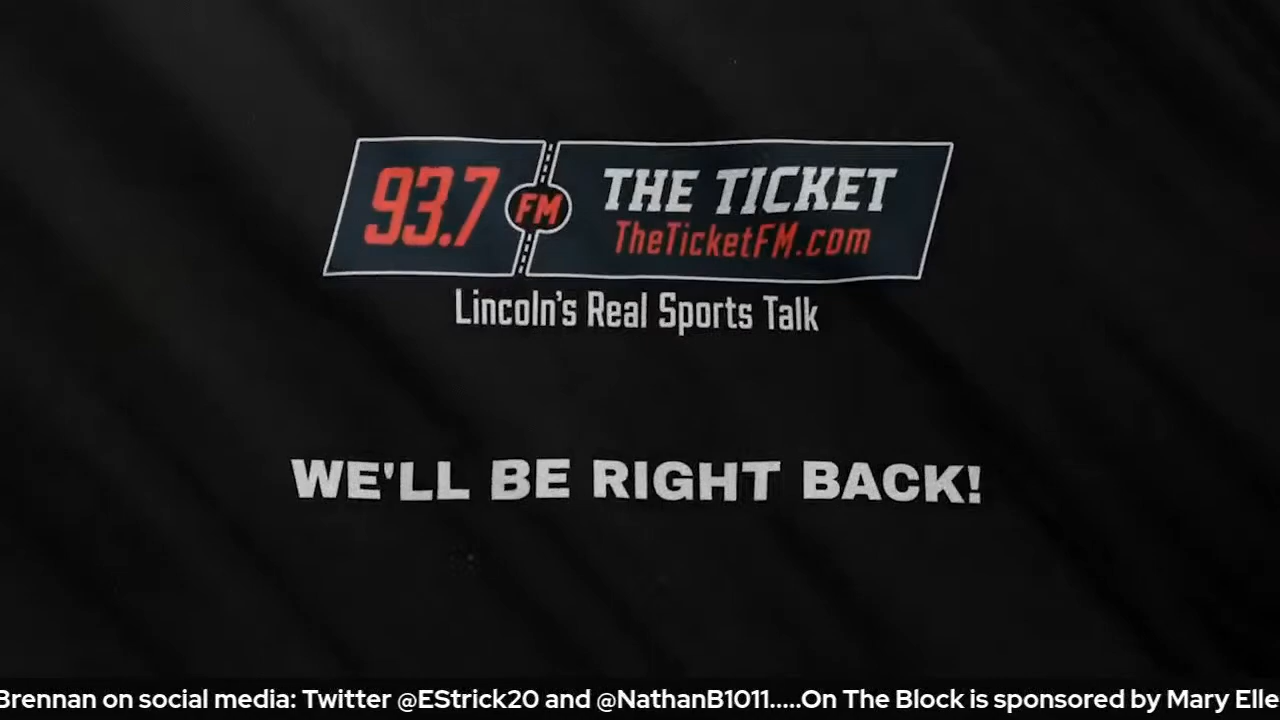 93.7 FM THE TICKET
TheTicketFM.com
Lincoln's Real Sports Talk
WE'LL BE RIGHT BACK!
Brennan on social media: Twitter @EStrick20 and @NathanB1011.....On The Block is sponsored by Mary Elle